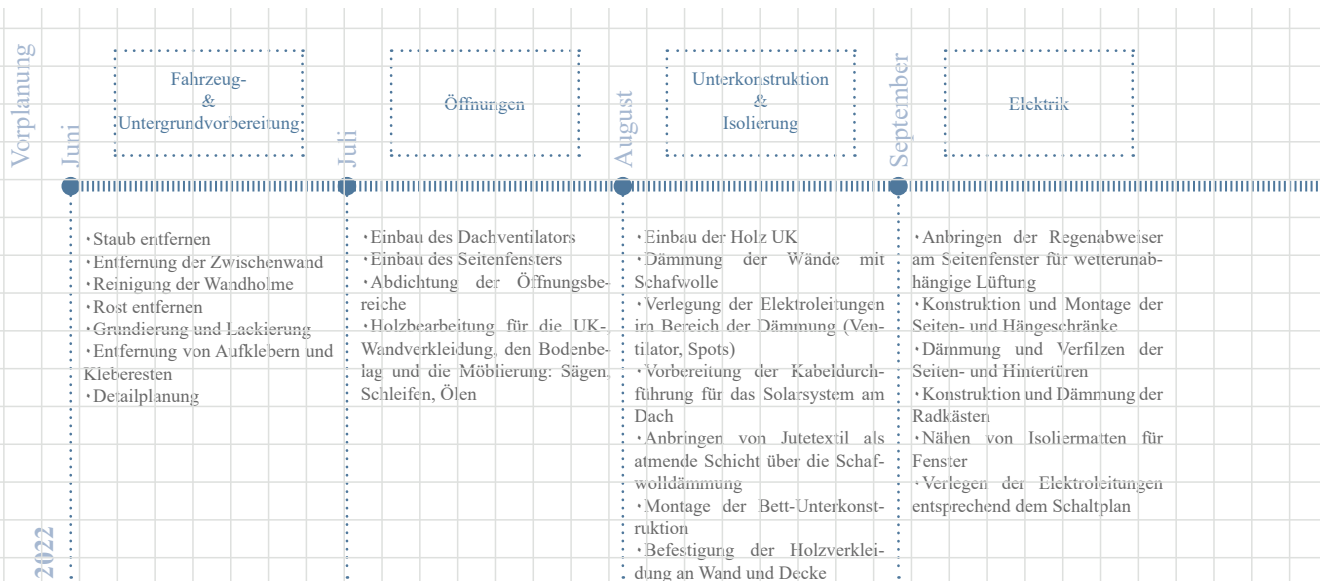 Vorplanung
Juni
Fahrzeug-
&
Untergrundvorbereitung
Juli
Öffnungen
August
Unterkonstruktion
&
Isolierung
September
Elektrik
·Staub entfernen
·Entfernung der Zwischenwand
·Reinigung der Wandholme
·Rost entfernen
·Grundierung und Lackierung
·Entfernung von Aufklebern und
Kleberesten
·Detailplanung
·Einbau des Dachventilators
·Einbau des Seitenfensters
·Abdichtung der Öffnungsbe-
reiche
·Holzbearbeitung für die UK-,
Wandverkleidung, den Bodenbe-
lag und die Möblierung: Sägen,
Schleifen, Ölen
·Einbau der Holz UK
·Dämmung der Wände mit
Schafwolle
·Verlegung der Elektroleitungen
im Bereich der Dämmung (Ven-
tilator, Spots)
·Vorbereitung der Kabeldurch-
führung für das Solarsystem am
Dach
·Anbringen von Jutetextil als
atmende Schicht über die Schaf-
wolldämmung
·Montage der Bett-Unterkonst-
ruktion
·Befestigung der Holzverklei-
dung an Wand und Decke
·Anbringen der Regenabweiser
am Seitenfenster für wetterunab-
hängige Lüftung
·Konstruktion und Montage der
Seiten- und Hängeschränke
·Dämmung und Verfilzen der
Seiten- und Hintertüren
·Konstruktion und Dämmung der
Radkästen
·Nähen von Isoliermatten für
Fenster
·Verlegen der Elektroleitungen
entsprechend dem Schaltplan
2022